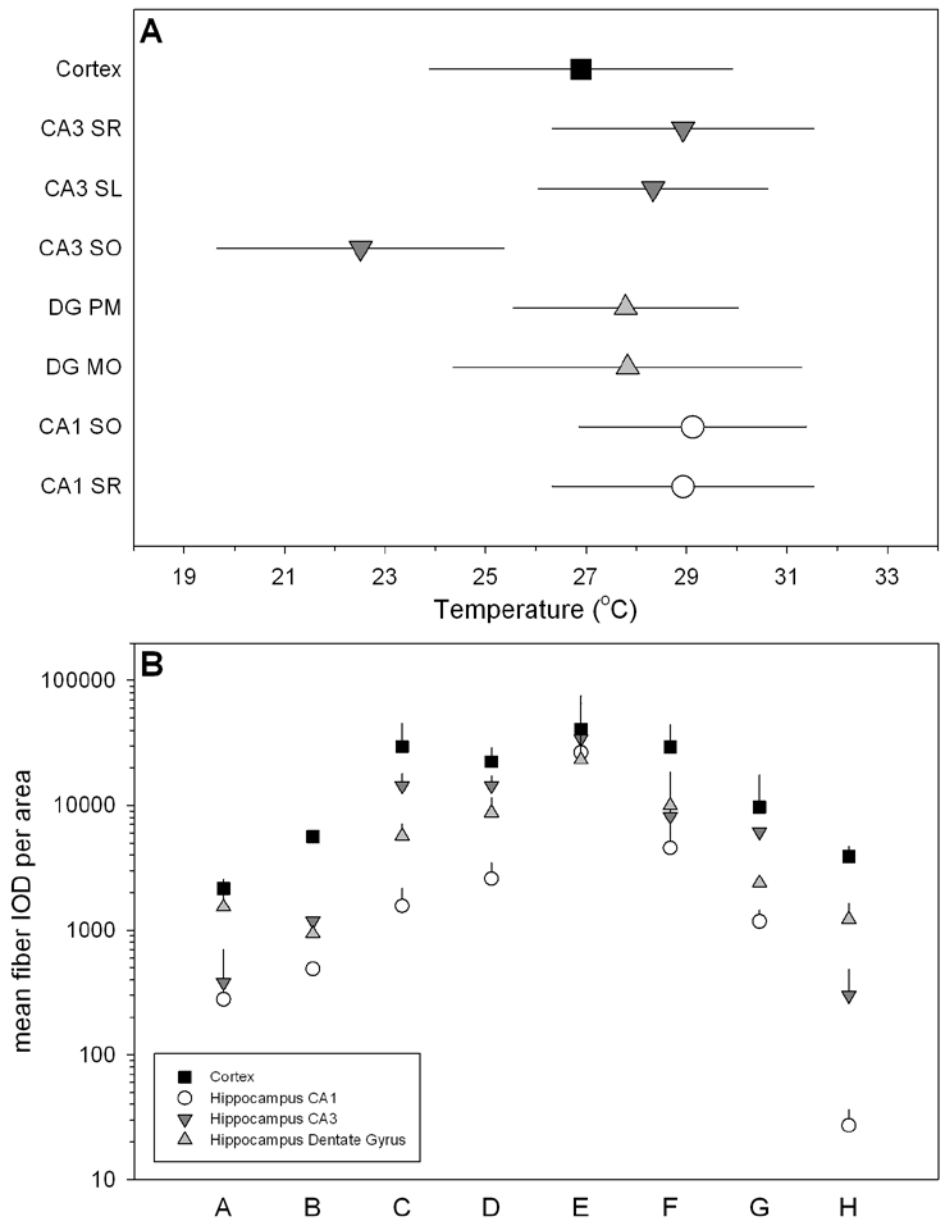 A
Cortex
CA3 SR
CA3 SL
CA3 SO
DG PM
DG MO
CA1 SO
CA1 SR
19 21 23 25 27 29 31 33
Temperature (°C)
B
100000
10000
1000
100
10
mean fiber IOD per area
Cortex
Hippocampus CA1
Hippocampus CA3
Hippocampus Dentate Gyrus
A B C D E F G H